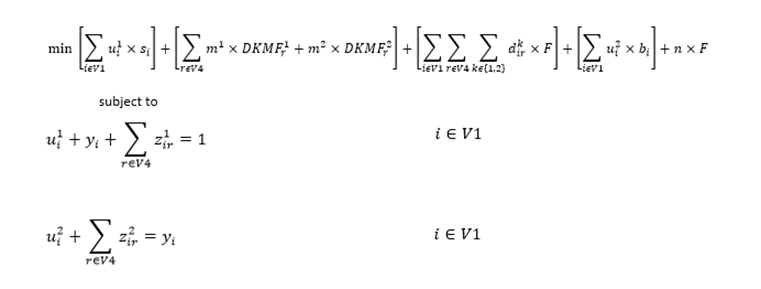 min [∑_{i∈V1} u_i^1 × s_i] + [∑_{r∈V4} m^1 × DKMF_r^1 + m^2 × DKMF_r^2] + [∑_{i∈V1} ∑_{r∈V4} ∑_{k∈{1,2}} d_{ir}^k × F] + [∑_{i∈V1} u_i^2 × b_i] + n × F
subject to
u_i^1 + y_i + ∑_{r∈V4} z_{ir}^1 = 1 i ∈ V1
u_i^2 + ∑_{r∈V4} z_{ir}^2 = y_i i ∈ V1